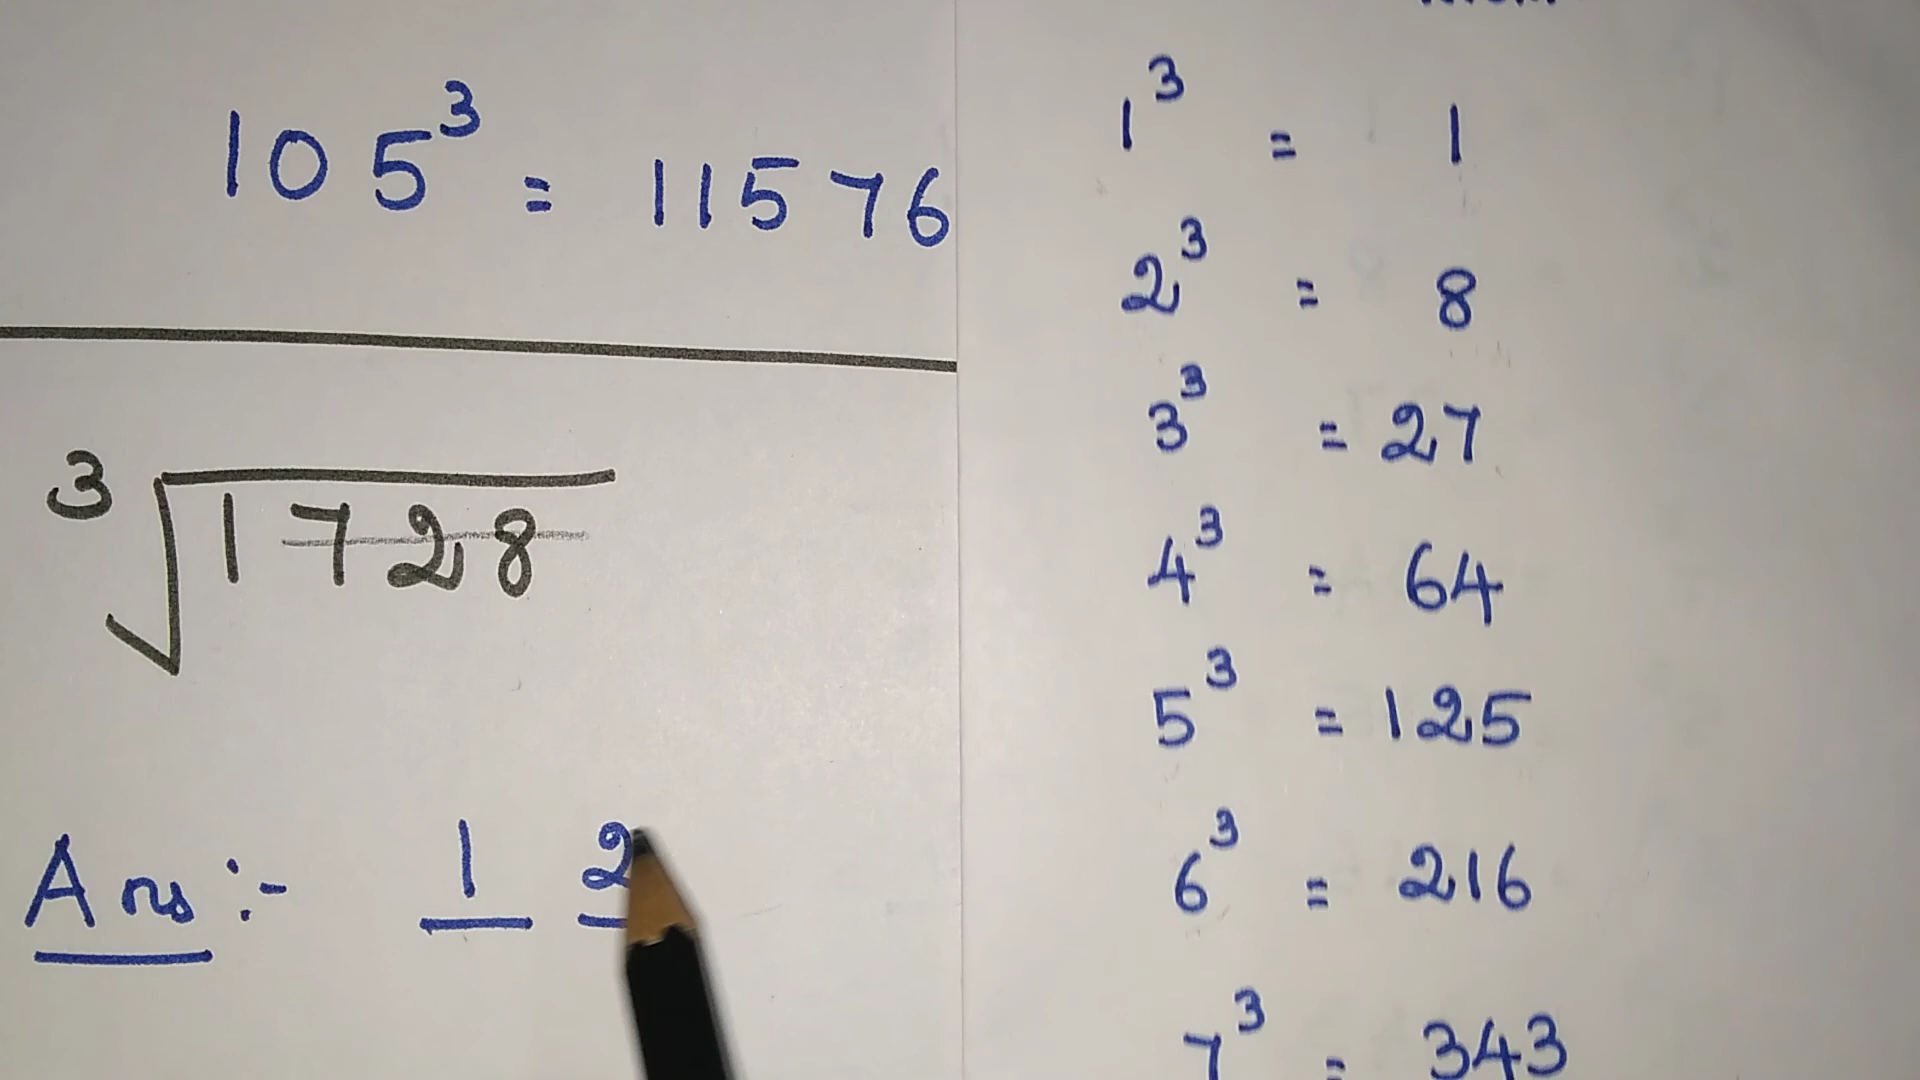 105³ = 11576
³√1728
Ans:- 1 2
1³ = 1
2³ = 8
3³ = 27
4³ = 64
5³ = 125
6³ = 216
7³ = 343